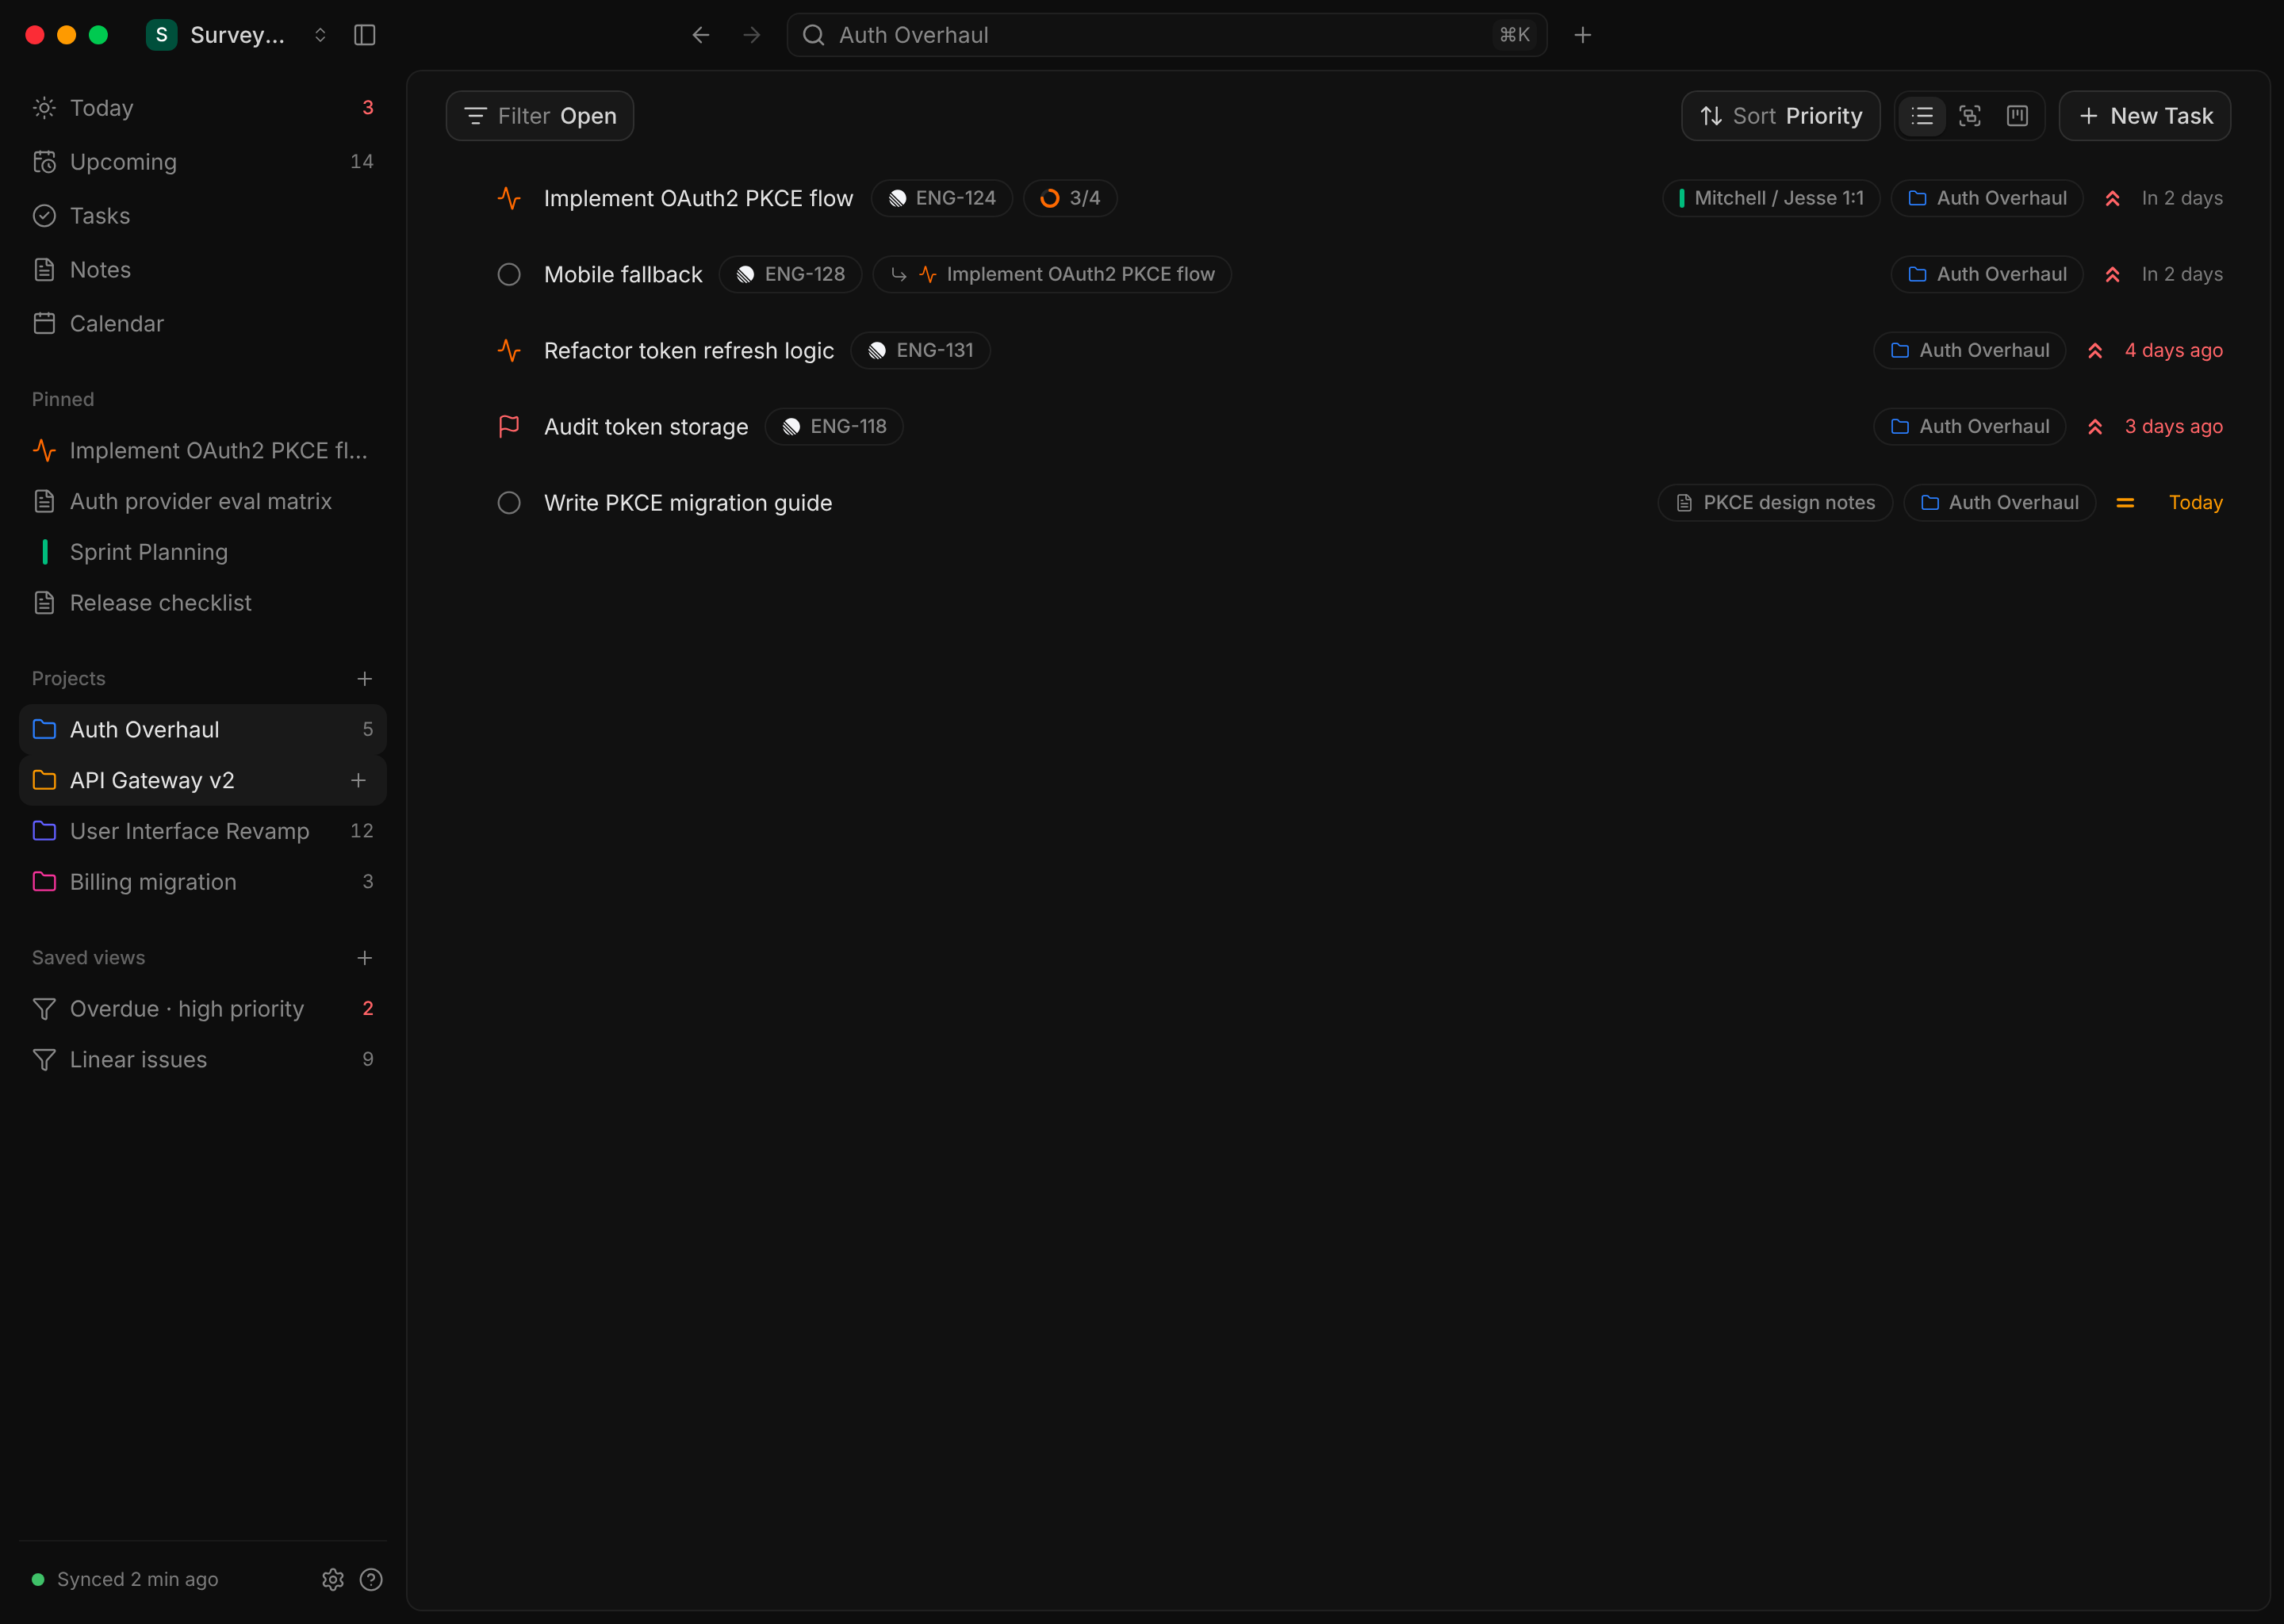 S Survey...
Auth Overhaul ⌘K
Today 3
Upcoming 14
Tasks
Notes
Calendar
Pinned
Implement OAuth2 PKCE fl...
Auth provider eval matrix
Sprint Planning
Release checklist
Projects
Auth Overhaul 5
API Gateway v2
User Interface Revamp 12
Billing migration 3
Saved views
Overdue · high priority 2
Linear issues 9
Synced 2 min ago
Filter Open Sort Priority New Task
Implement OAuth2 PKCE flow ENG-124 3/4 Mitchell / Jesse 1:1 Auth Overhaul In 2 days
Mobile fallback ENG-128 Implement OAuth2 PKCE flow Auth Overhaul In 2 days
Refactor token refresh logic ENG-131 Auth Overhaul 4 days ago
Audit token storage ENG-118 Auth Overhaul 3 days ago
Write PKCE migration guide PKCE design notes Auth Overhaul Today